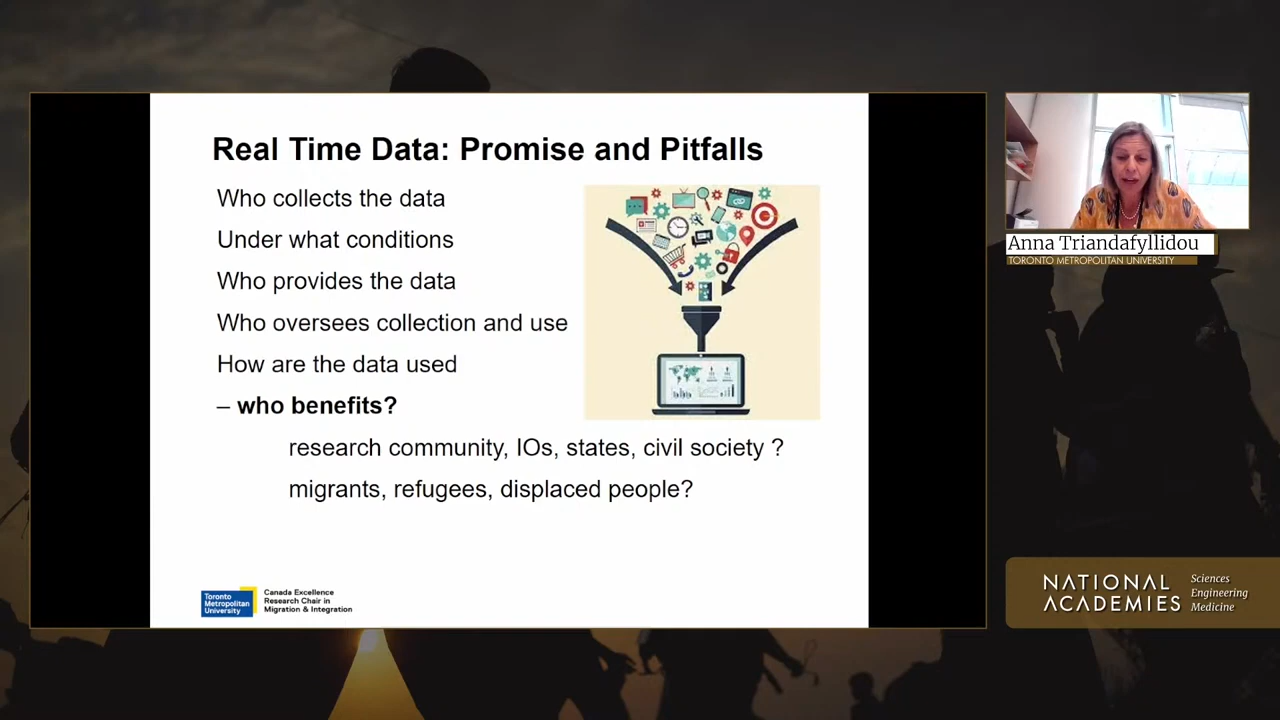 Real Time Data: Promise and Pitfalls
Who collects the data
Under what conditions
Who provides the data
Who oversees collection and use
How are the data used
– who benefits?
research community, IOs, states, civil society ?
migrants, refugees, displaced people?
Toronto
Metropolitan
University
Canada Excellence
Research Chair in
Migration & Integration
Anna Triandafyllidou
TORONTO METROPOLITAN UNIVERSITY
NATIONAL
ACADEMIES
Sciences
Engineering
Medicine